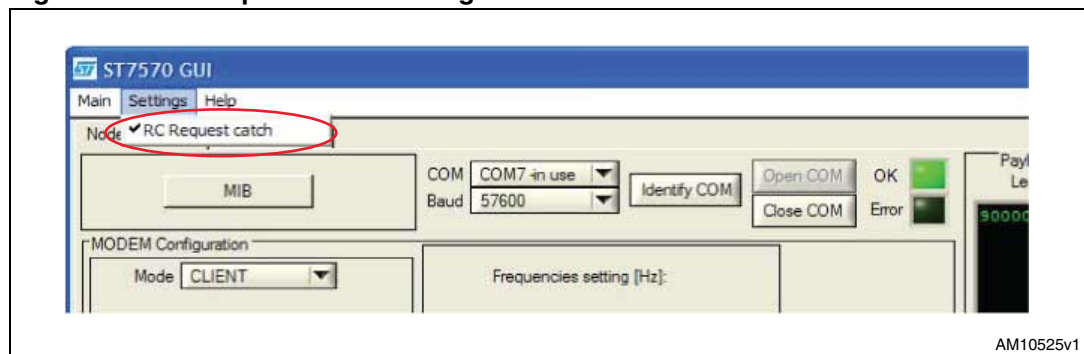 ST7570 GUI
Main Settings Help
RC Request catch
MIB
COM COM7 -in use
Baud 57600
Identify COM
Open COM
Close COM
OK
Error
90000
MODEM Configuration
Mode CLIENT
Frequencies setting [Hz]:
AM10525v1